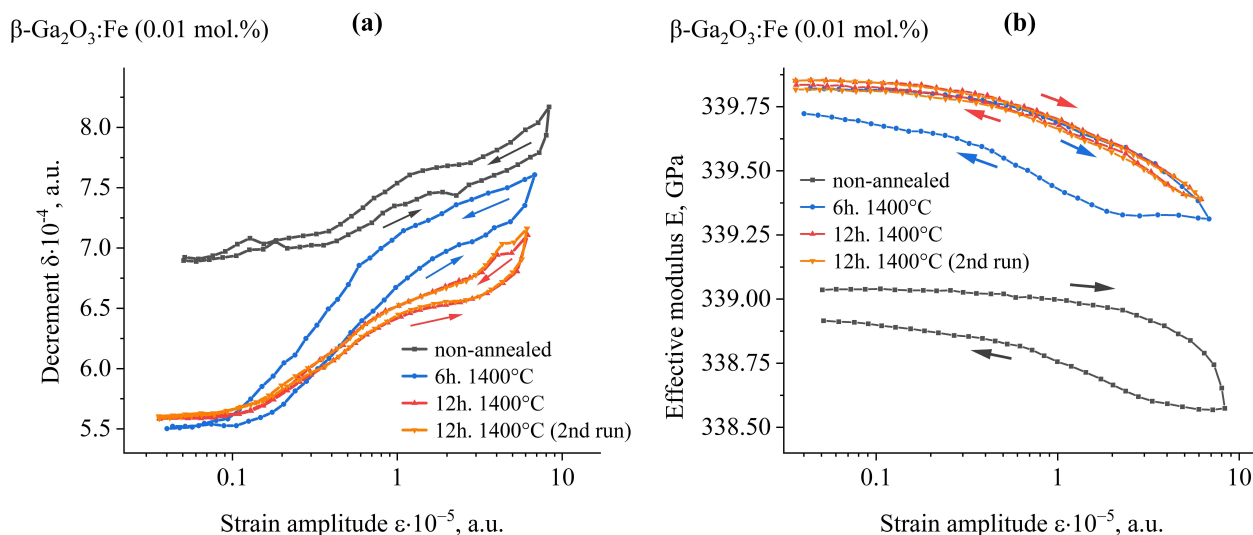 β-Ga₂O₃:Fe (0.01 mol.%)
(a)
Decrement δ·10⁻⁴, a.u.
8.0
7.5
7.0
6.5
6.0
5.5
non-annealed
6h. 1400°C
12h. 1400°C
12h. 1400°C (2nd run)
0.1
1
10
Strain amplitude ε·10⁻⁵, a.u.
β-Ga₂O₃:Fe (0.01 mol.%)
(b)
Effective modulus E, GPa
339.75
339.50
339.25
339.00
338.75
338.50
non-annealed
6h. 1400°C
12h. 1400°C
12h. 1400°C (2nd run)
0.1
1
10
Strain amplitude ε·10⁻⁵, a.u.